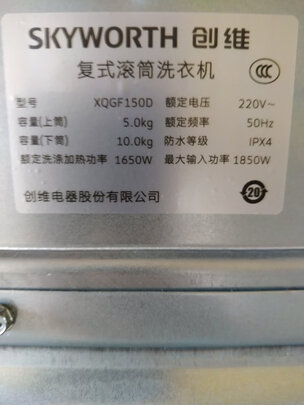 SKYWORTH 创维
复式滚筒洗衣机
型号 XQGF150D 额定电压 220V~
容量(上筒) 5.0kg 额定频率 50Hz
容量(下筒) 10.0kg 防水等级 IPX4
额定洗涤加热功率 1650W 最大输入功率 1850W
创维电器股份有限公司
20